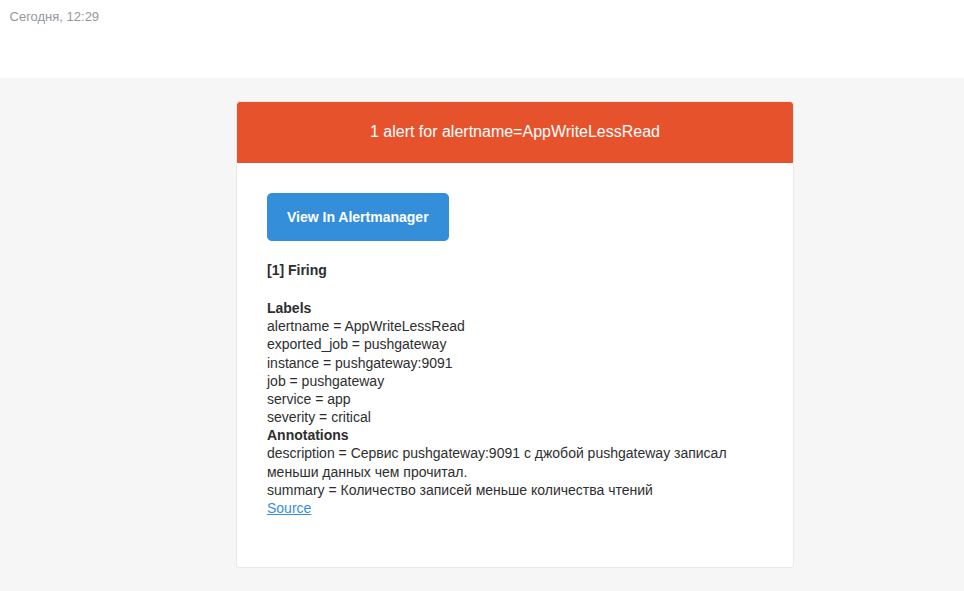 Сегодня, 12:29
1 alert for alertname=AppWriteLessRead
View In Alertmanager
[1] Firing
Labels
alertname = AppWriteLessRead
exported_job = pushgateway
instance = pushgateway:9091
job = pushgateway
service = app
severity = critical
Annotations
description = Сервис pushgateway:9091 с джобой pushgateway записал
меньши данных чем прочитал.
summary = Количество записей меньше количества чтений
Source